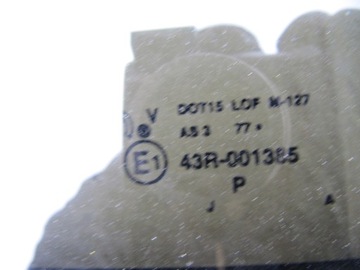 V DOT15 LOF M-127
AS 3 77
E1 43R-001385
P
J A